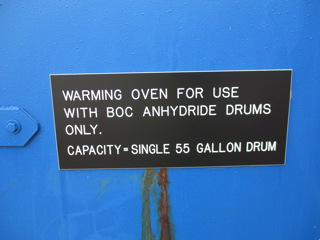 WARMING OVEN FOR USE
WITH BOC ANHYDRIDE DRUMS
ONLY.
CAPACITY=SINGLE 55 GALLON DRUM